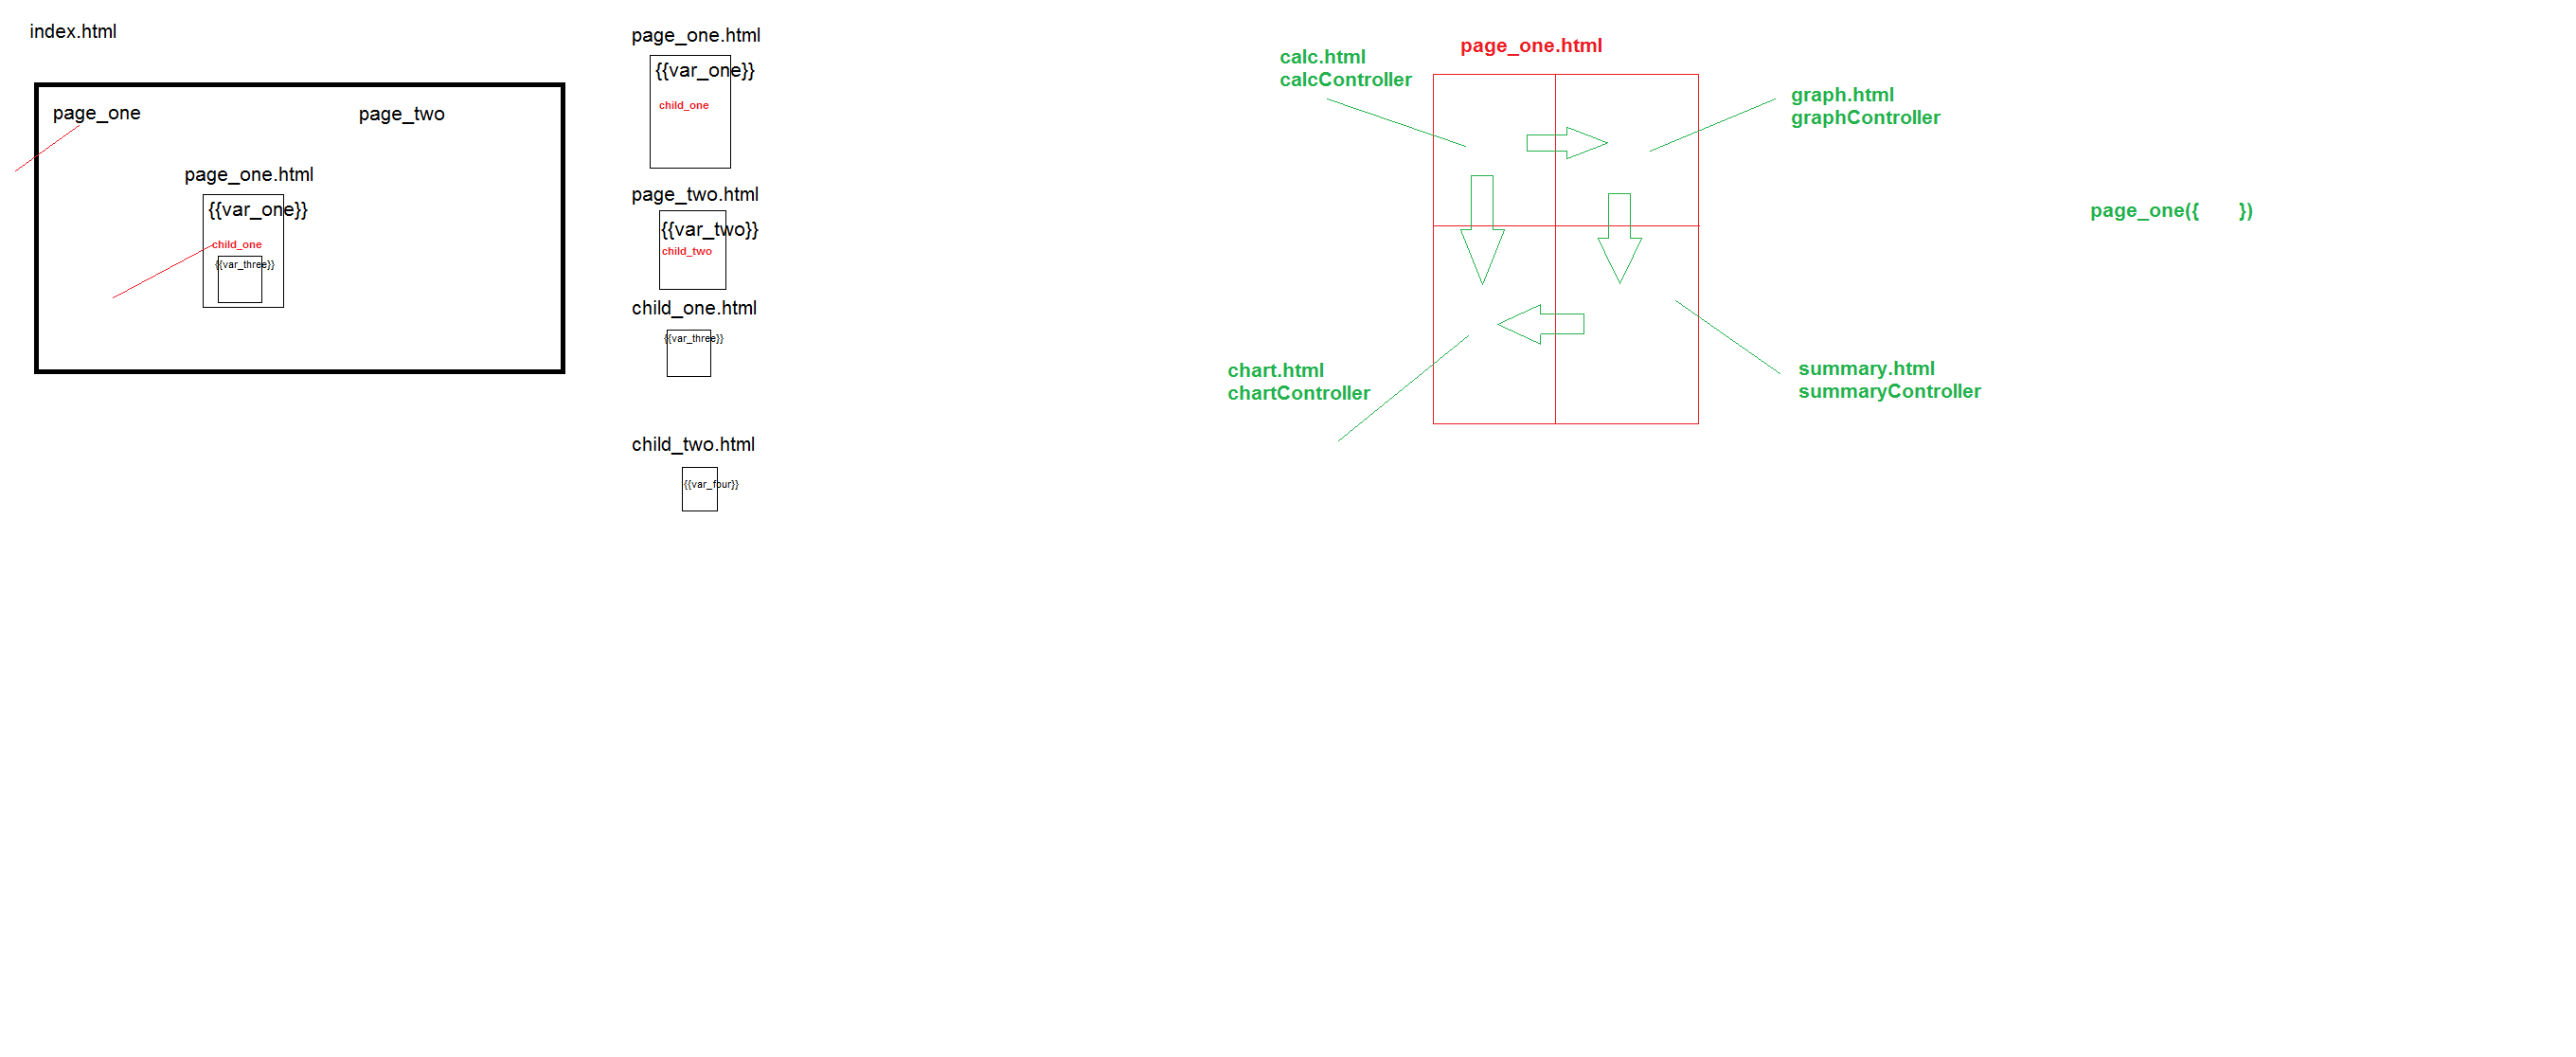 index.html
page_one
page_two
page_one.html
{{var_one}}
child_one
{{var_three}}
page_one.html
{{var_one}}
child_one
page_two.html
{{var_two}}
child_two
child_one.html
{{var_three}}
child_two.html
{{var_four}}
page_one.html
calc.html
calcController
graph.html
graphController
chart.html
chartController
summary.html
summaryController
page_one({ })